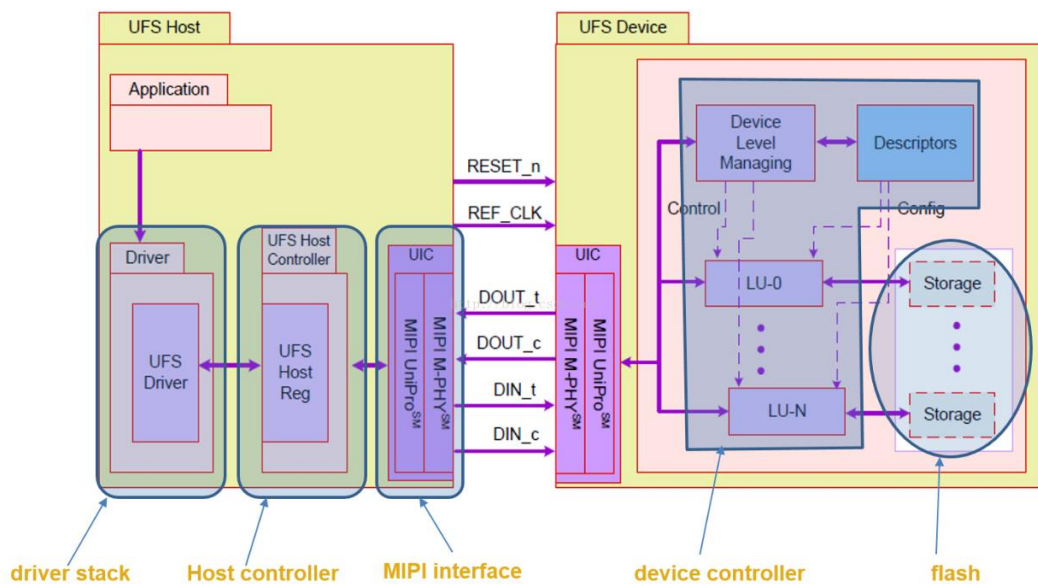 UFS Host
UFS Device
Application
Device
Level
Managing
Descriptors
RESET_n
REF_CLK
Control
Config
Driver
UFS Host
Controller
UIC
UIC
UFS
Driver
UFS
Host
Reg
MIPI UniPro℠
MIPI M-PHY℠
DOUT_t
DOUT_c
DIN_t
DIN_c
MIPI M-PHY℠
MIPI UniPro℠
LU-0
Storage
LU-N
Storage
driver stack
Host controller
MIPI interface
device controller
flash